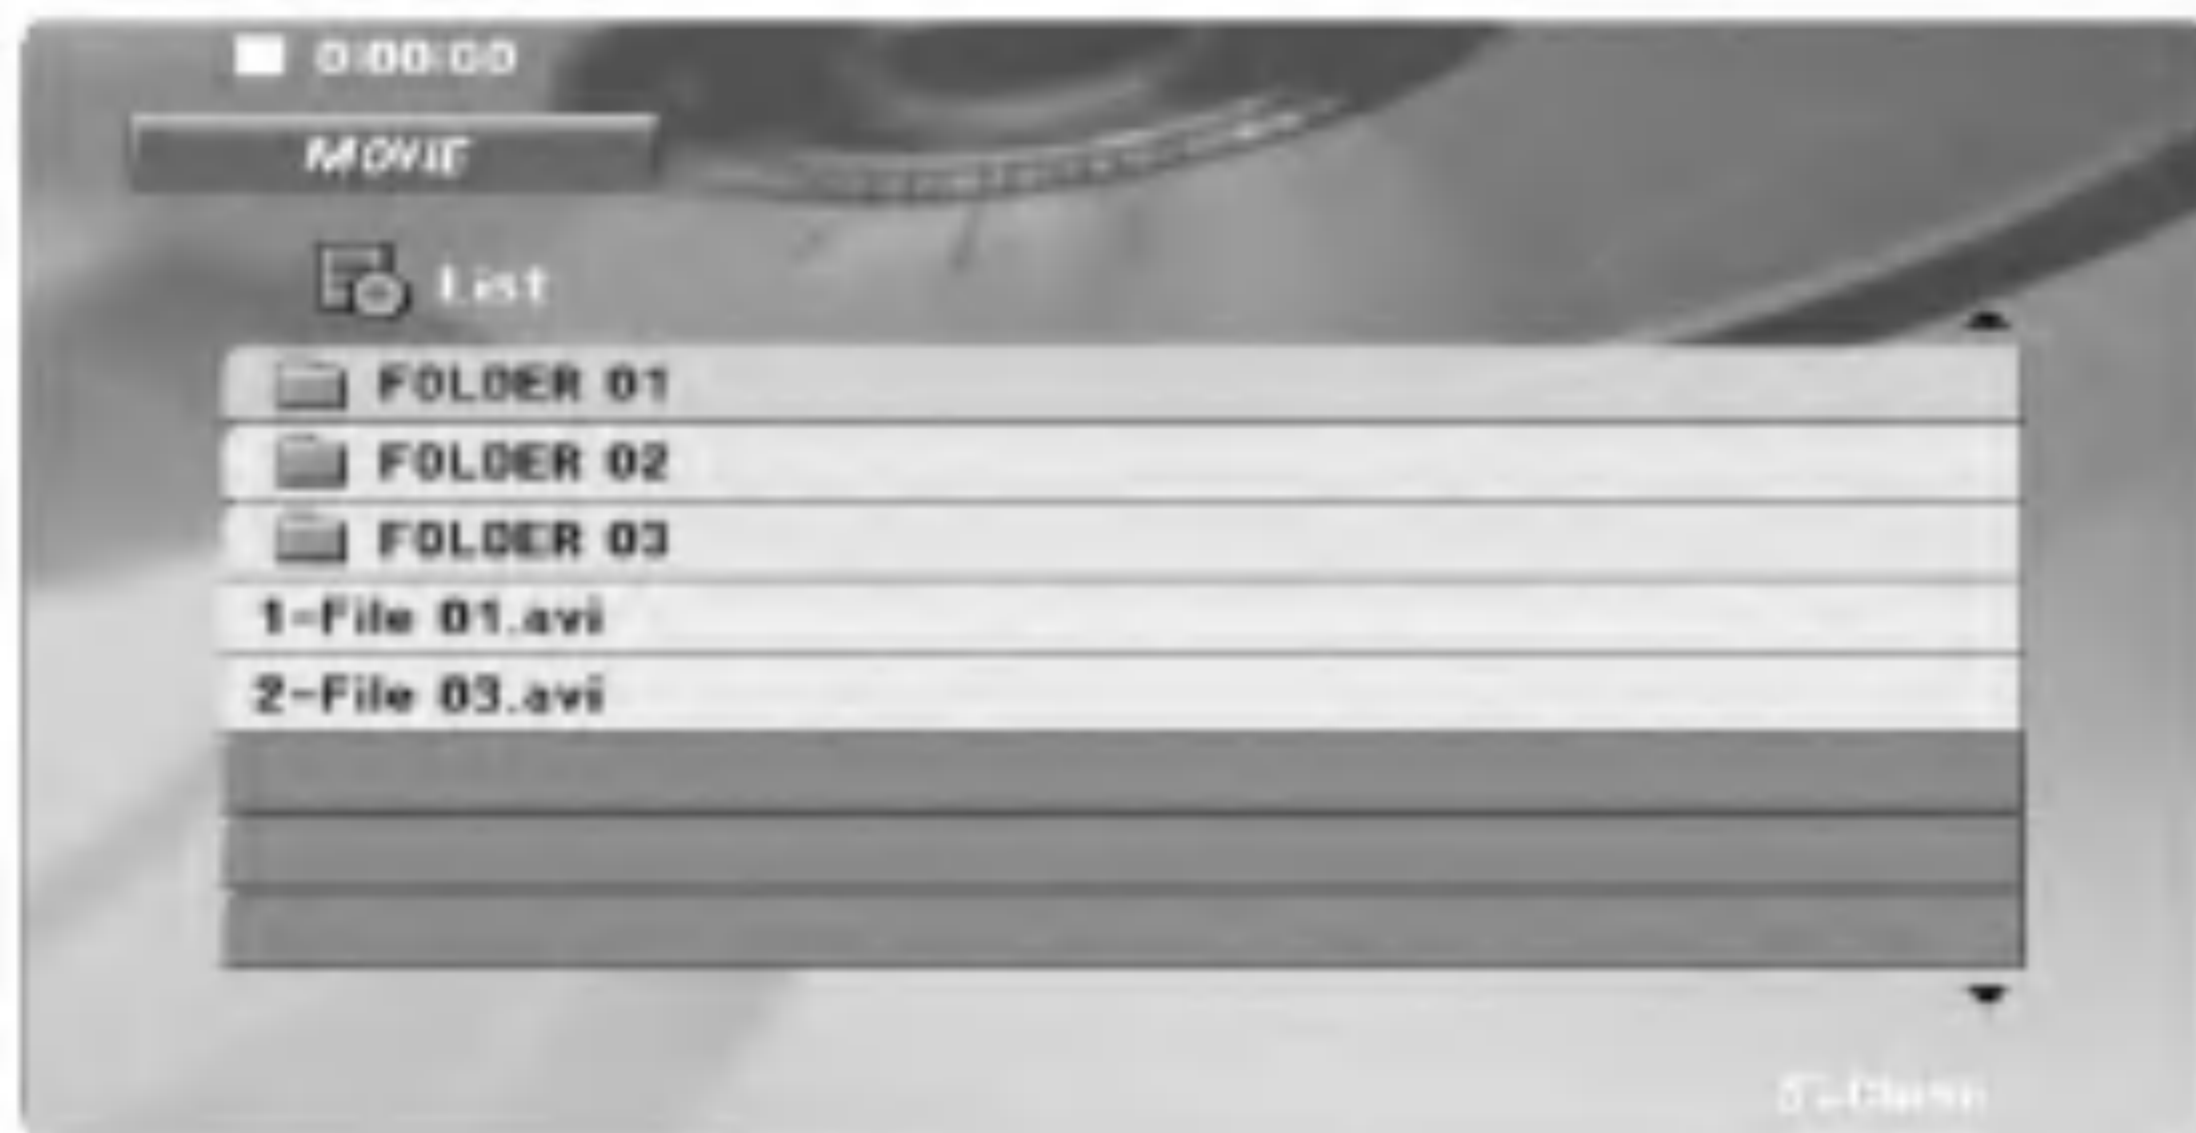 0:00:00
MOVIE
List
FOLDER 01
FOLDER 02
FOLDER 03
1-File 01.avi
2-File 03.avi